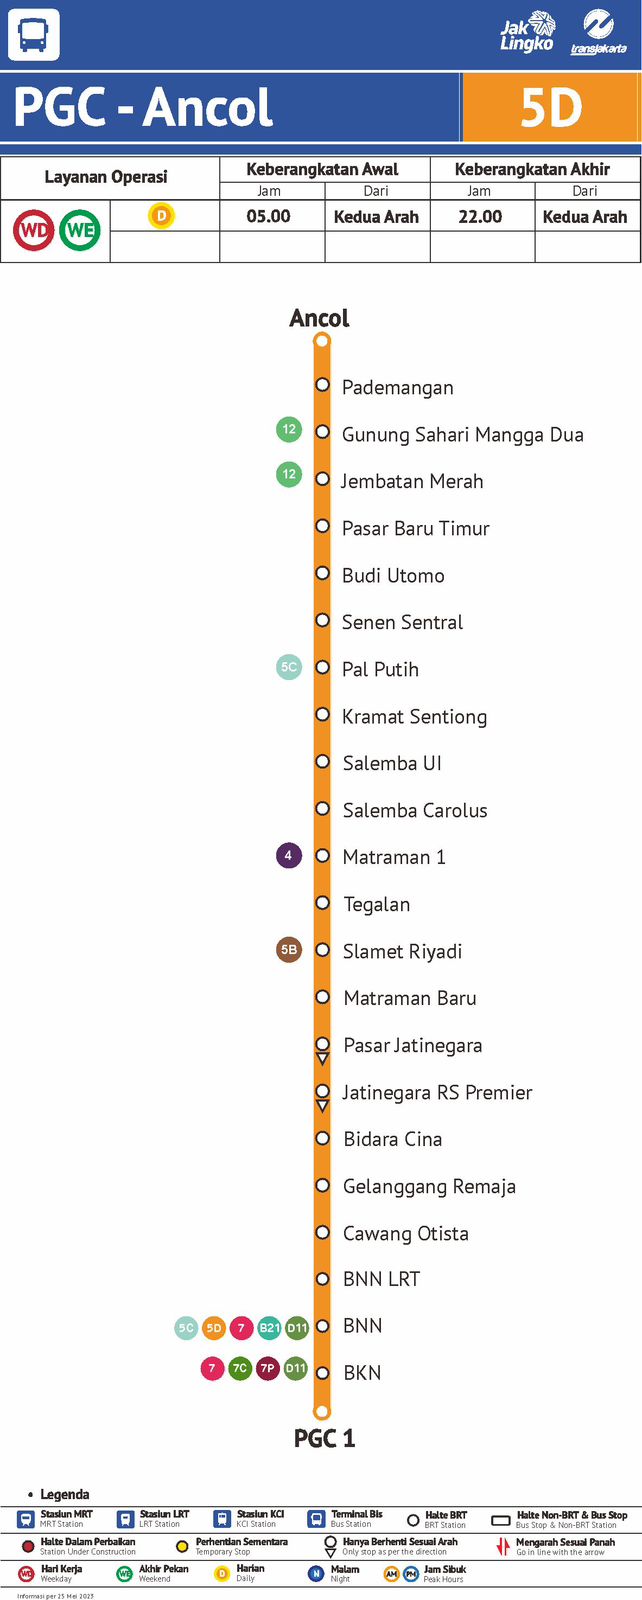 Jak
Lingko
transjakarta
PGC - Ancol
5D
Layanan Operasi
Keberangkatan Awal
Keberangkatan Akhir
Jam
Dari
Jam
Dari
WD
WE
D
05.00
Kedua Arah
22.00
Kedua Arah
Ancol
Pademangan
12
Gunung Sahari Mangga Dua
12
Jembatan Merah
Pasar Baru Timur
Budi Utomo
Senen Sentral
5C
Pal Putih
Kramat Sentiong
Salemba UI
Salemba Carolus
4
Matraman 1
Tegalan
5B
Slamet Riyadi
Matraman Baru
Pasar Jatinegara
Jatinegara RS Premier
Bidara Cina
Gelanggang Remaja
Cawang Otista
BNN LRT
5C 5D 7 B21 D11
BNN
7 7C 7P D11
BKN
PGC 1
• Legenda
Stasiun MRT
MRT Station
Stasiun LRT
LRT Station
Stasiun KCI
KCI Station
Terminal Bis
Bus Station
Halte BRT
BRT Station
Halte Non-BRT & Bus Stop
Bus Stop & Non-BRT Station
Halte Dalam Perbaikan
Station Under Construction
Perhentian Sementara
Temporary Stop
Hanya Berhenti Sesuai Arah
Only stop as per the direction
Mengarah Sesuai Panah
Go in line with the arrow
WD
Hari Kerja
Weekday
WE
Akhir Pekan
Weekend
D
Harian
Daily
N
Malam
Night
AM PM
Jam Sibuk
Peak Hours
Informasi per 25 Mei 2023